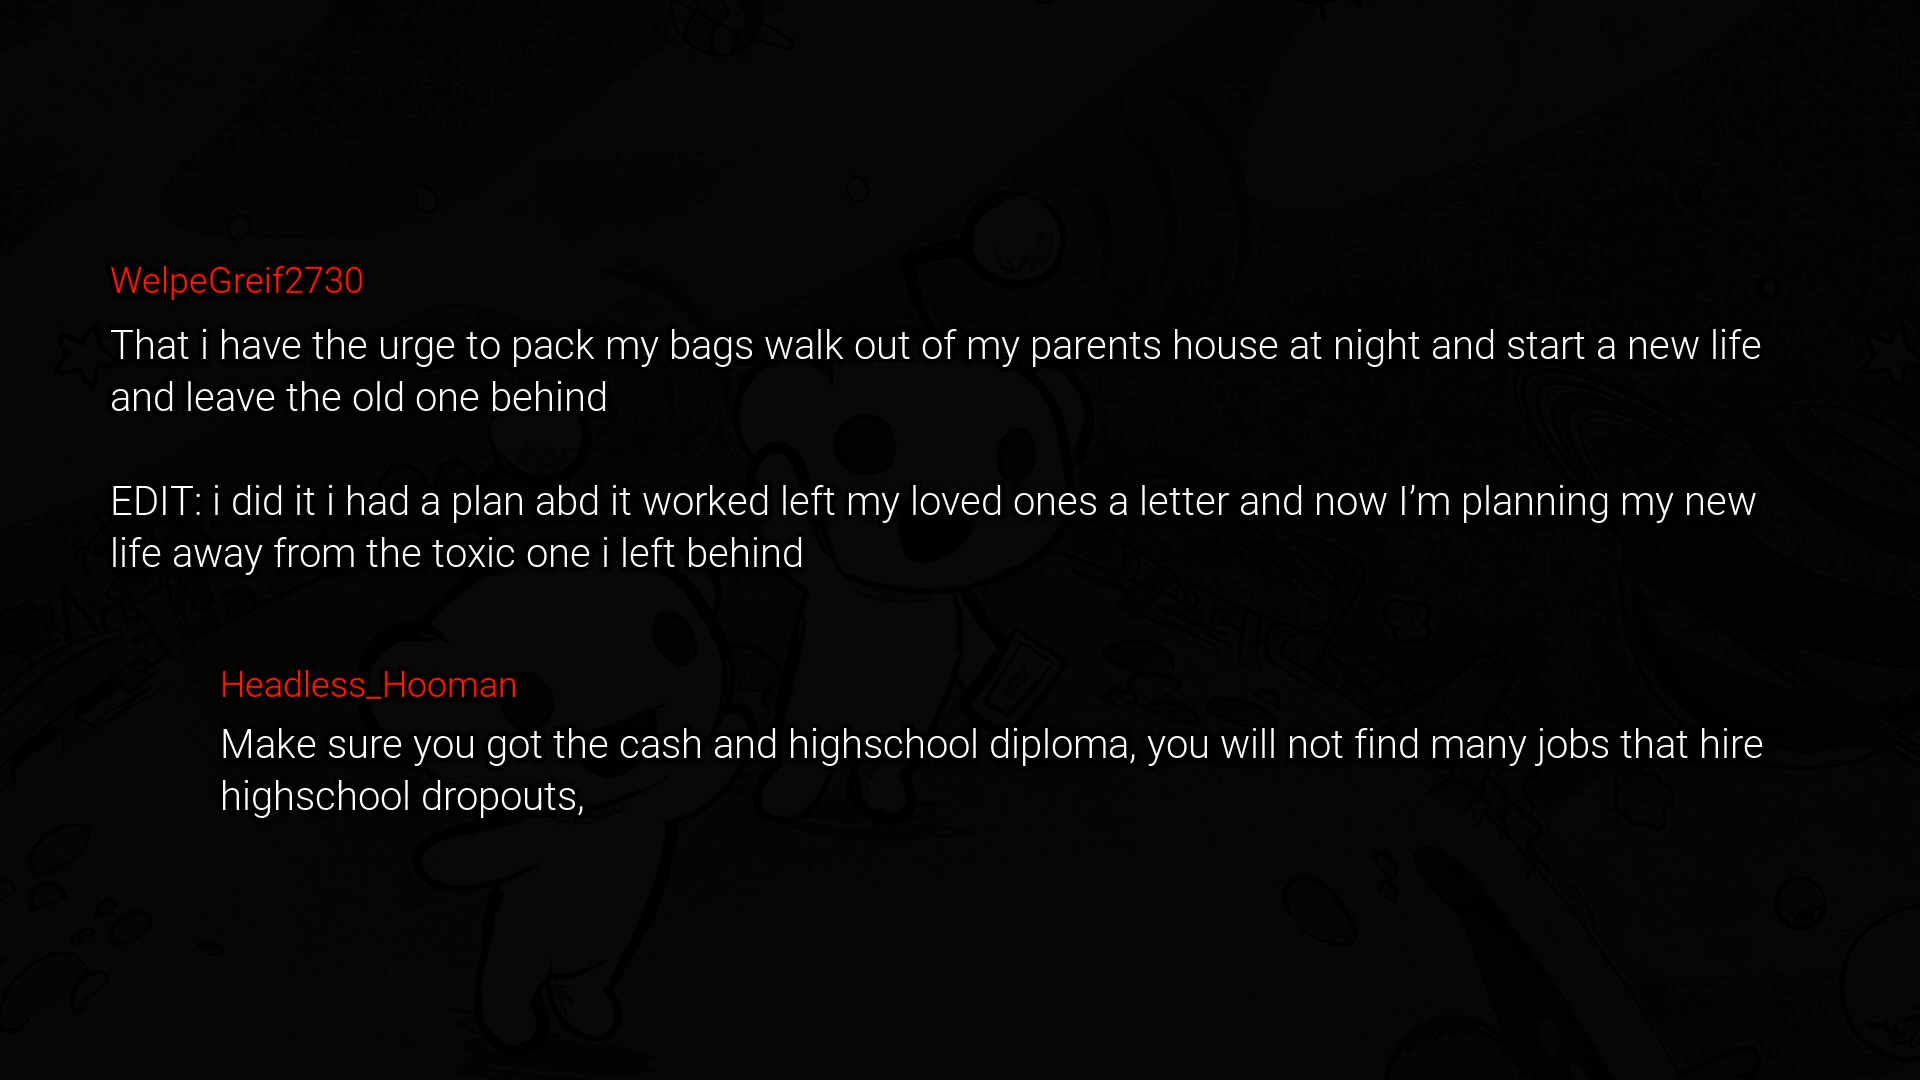 WelpeGreif2730
That i have the urge to pack my bags walk out of my parents house at night and start a new life
and leave the old one behind
EDIT: i did it i had a plan abd it worked left my loved ones a letter and now I’m planning my new
life away from the toxic one i left behind
Headless_Hooman
Make sure you got the cash and highschool diploma, you will not find many jobs that hire
highschool dropouts,